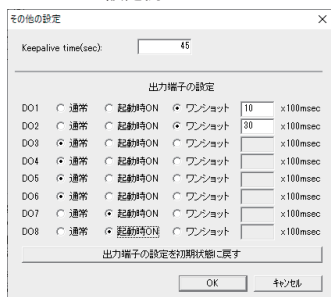 その他の設定
Keepalive time(sec): 45
出力端子の設定
DO1 通常 起動時ON ワンショット 10 x100msec
DO2 通常 起動時ON ワンショット 30 x100msec
DO3 通常 起動時ON ワンショット x100msec
DO4 通常 起動時ON ワンショット x100msec
DO5 通常 起動時ON ワンショット x100msec
DO6 通常 起動時ON ワンショット x100msec
DO7 通常 起動時ON ワンショット x100msec
DO8 通常 起動時ON ワンショット x100msec
出力端子の設定を初期状態に戻す
OK キャンセル